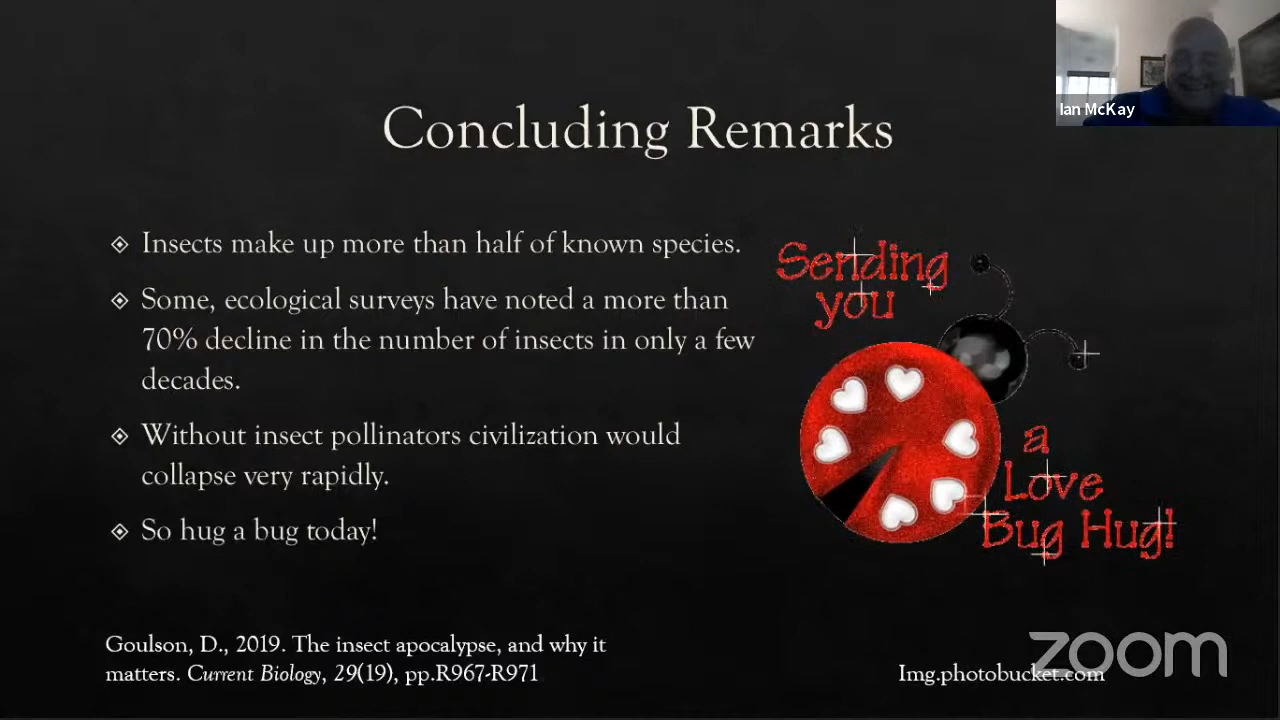 Ian McKay
Concluding Remarks
Insects make up more than half of known species.
Some, ecological surveys have noted a more than
70% decline in the number of insects in only a few
decades.
Without insect pollinators civilization would
collapse very rapidly.
So hug a bug today!
Sending
you
a
Love
Bug Hug!
Goulson, D., 2019. The insect apocalypse, and why it
matters. Current Biology, 29(19), pp.R967-R971
Img.photobucket.com
zoom